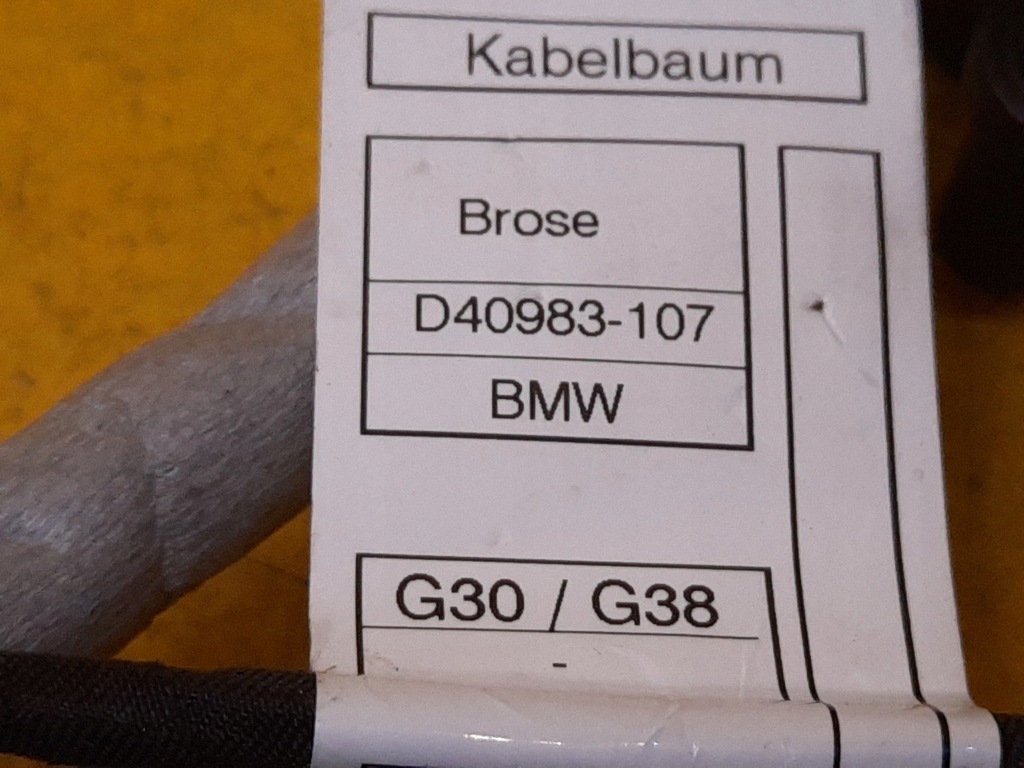 Kabelbaum
Brose
D40983-107
BMW
G30 / G38
-